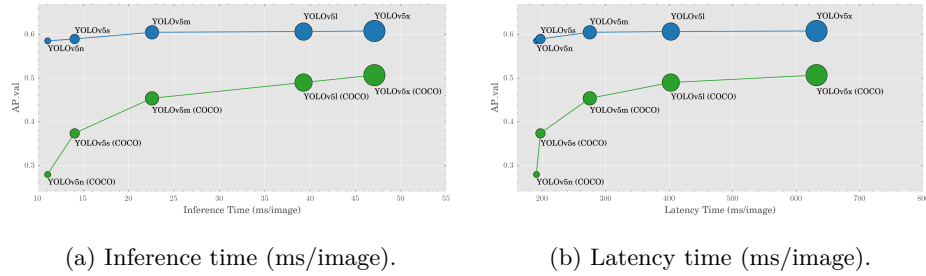 YOLOv5n
YOLOv5s
YOLOv5m
YOLOv5l
YOLOv5x
YOLOv5n (COCO)
YOLOv5s (COCO)
YOLOv5m (COCO)
YOLOv5l (COCO)
YOLOv5x (COCO)
AP.val
0.6
0.5
0.4
0.3
10 15 20 25 30 35 40 45 50 55
Inference Time (ms/image)
YOLOv5n
YOLOv5s
YOLOv5m
YOLOv5l
YOLOv5x
YOLOv5n (COCO)
YOLOv5s (COCO)
YOLOv5m (COCO)
YOLOv5l (COCO)
YOLOv5x (COCO)
AP.val
0.6
0.5
0.4
0.3
200 300 400 500 600 700 800
Latency Time (ms/image)
(a) Inference time (ms/image).
(b) Latency time (ms/image).